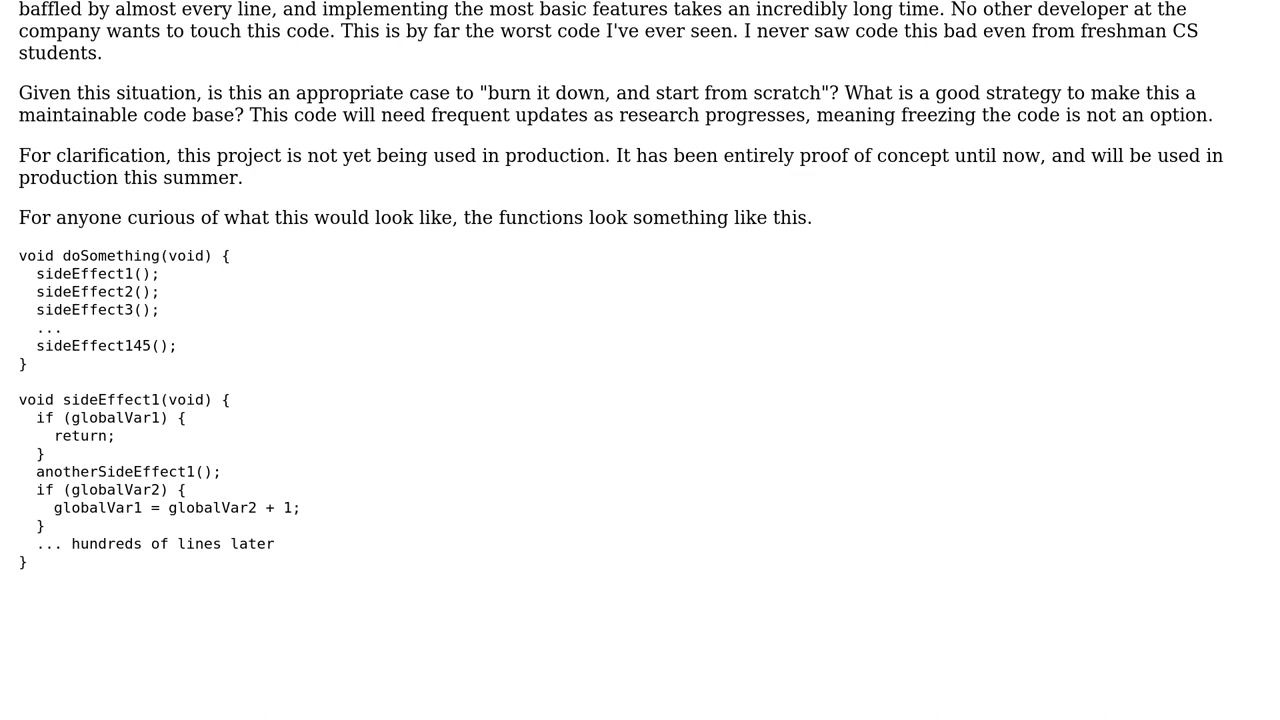 baffled by almost every line, and implementing the most basic features takes an incredibly long time. No other developer at the
company wants to touch this code. This is by far the worst code I've ever seen. I never saw code this bad even from freshman CS
students.
Given this situation, is this an appropriate case to "burn it down, and start from scratch"? What is a good strategy to make this a
maintainable code base? This code will need frequent updates as research progresses, meaning freezing the code is not an option.
For clarification, this project is not yet being used in production. It has been entirely proof of concept until now, and will be used in
production this summer.
For anyone curious of what this would look like, the functions look something like this.
void doSomething(void) {
  sideEffect1();
  sideEffect2();
  sideEffect3();
  ...
  sideEffect145();
}
void sideEffect1(void) {
  if (globalVar1) {
    return;
  }
  anotherSideEffect1();
  if (globalVar2) {
    globalVar1 = globalVar2 + 1;
  }
  ... hundreds of lines later
}